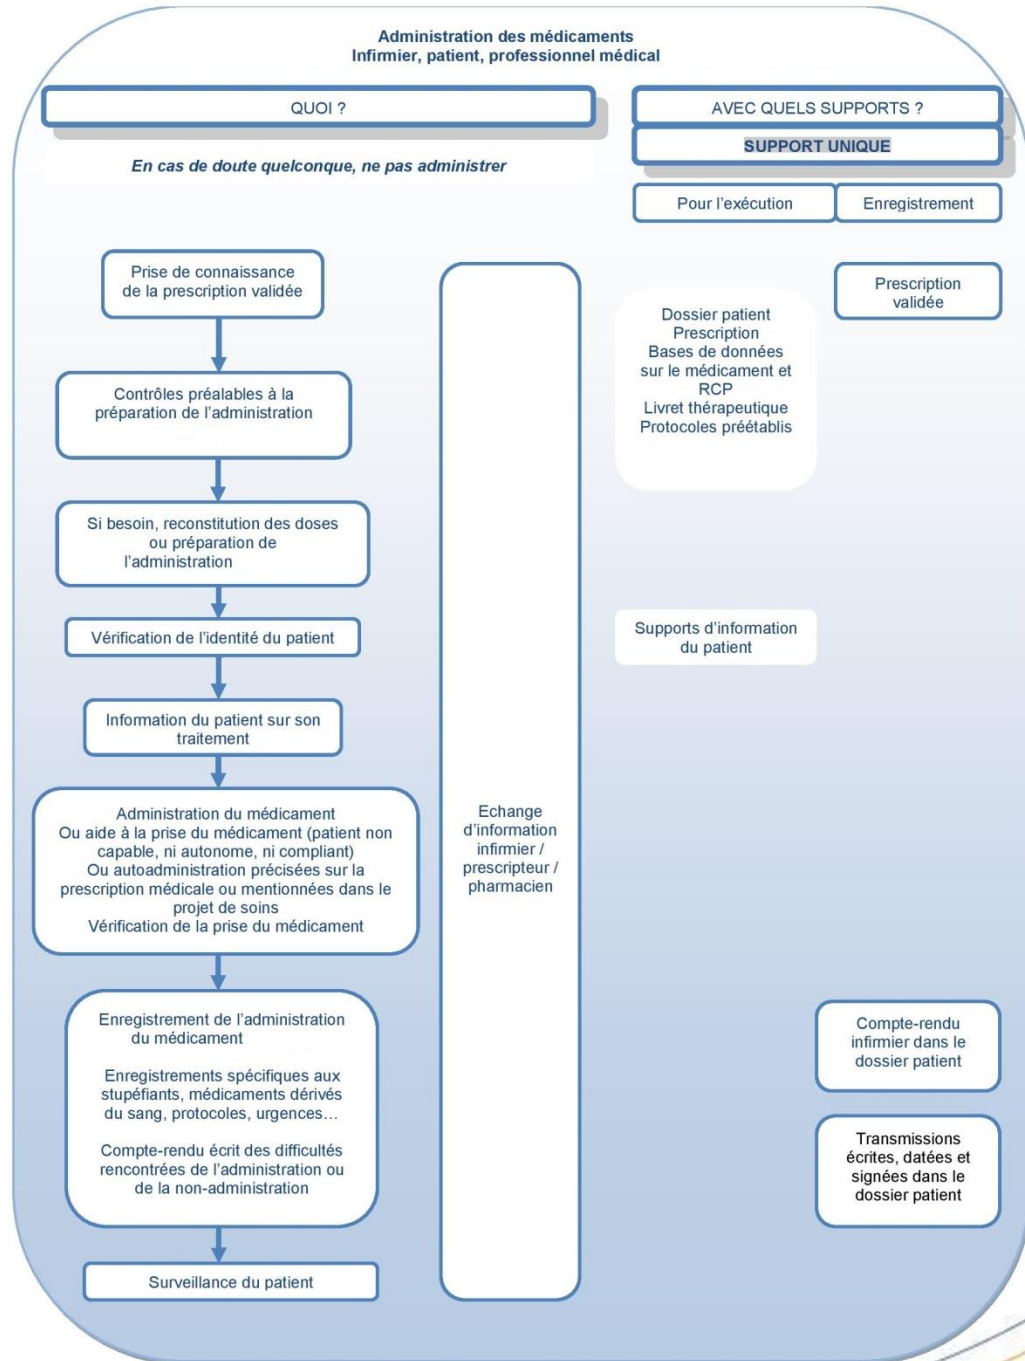 Administration des médicaments
Infirmier, patient, professionnel médical
QUOI ?
AVEC QUELS SUPPORTS ?
SUPPORT UNIQUE
En cas de doute quelconque, ne pas administrer
Pour l'exécution
Enregistrement
Prise de connaissance
de la prescription validée
Contrôles préalables à la
préparation de l'administration
Si besoin, reconstitution des doses
ou préparation de
l'administration
Vérification de l'identité du patient
Information du patient sur son
traitement
Administration du médicament
Ou aide à la prise du médicament (patient non
capable, ni autonome, ni compliant)
Ou autoadministration précisées sur la
prescription médicale ou mentionnées dans le
projet de soins
Vérification de la prise du médicament
Enregistrement de l'administration
du médicament
Enregistrements spécifiques aux
stupéfiants, médicaments dérivés
du sang, protocoles, urgences…
Compte-rendu écrit des difficultés
rencontrées de l'administration ou
de la non-administration
Surveillance du patient
Echange
d'information
infirmier /
prescripteur /
pharmacien
Dossier patient
Prescription
Bases de données
sur le médicament et
RCP
Livret thérapeutique
Protocoles préétablis
Supports d'information
du patient
Prescription
validée
Compte-rendu
infirmier dans le
dossier patient
Transmissions
écrites, datées et
signées dans le
dossier patient